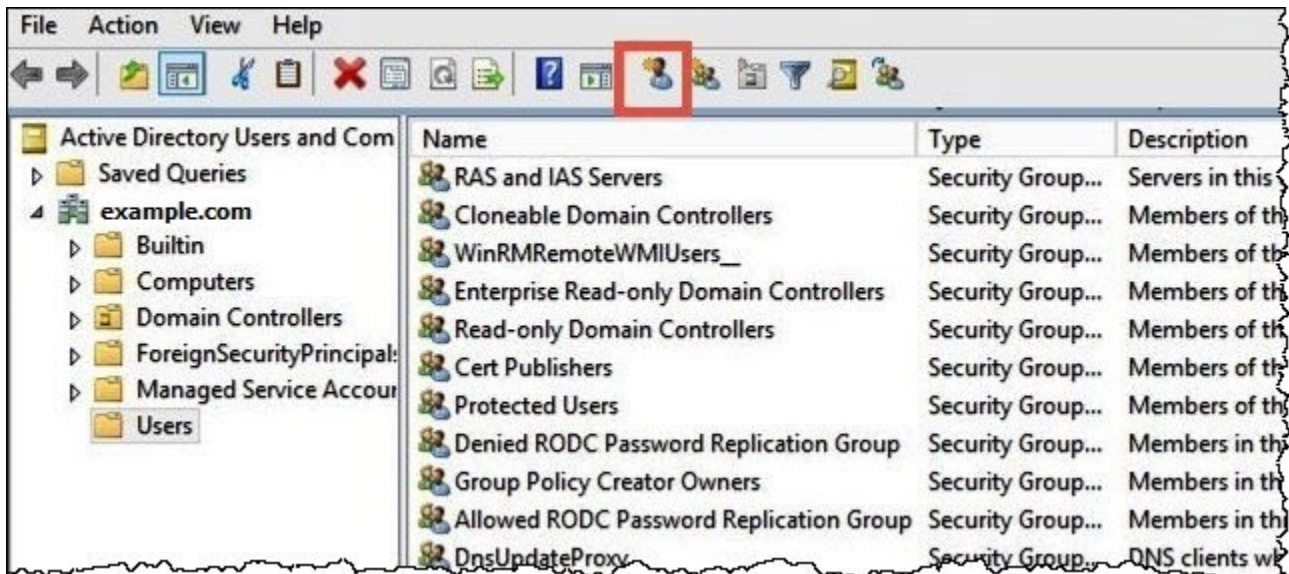 File Action View Help
Active Directory Users and Com
Saved Queries
example.com
Builtin
Computers
Domain Controllers
ForeignSecurityPrincipals
Managed Service Accour
Users
Name Type Description
RAS and IAS Servers Security Group... Servers in this
Cloneable Domain Controllers Security Group... Members of th
WinRMRemoteWMIUsers__ Security Group... Members of th
Enterprise Read-only Domain Controllers Security Group... Members of th
Read-only Domain Controllers Security Group... Members of th
Cert Publishers Security Group... Members of th
Protected Users Security Group... Members of th
Denied RODC Password Replication Group Security Group... Members in th
Group Policy Creator Owners Security Group... Members in th
Allowed RODC Password Replication Group Security Group... Members in thi
DnsUpdateProxy Security Group... DNS clients wh